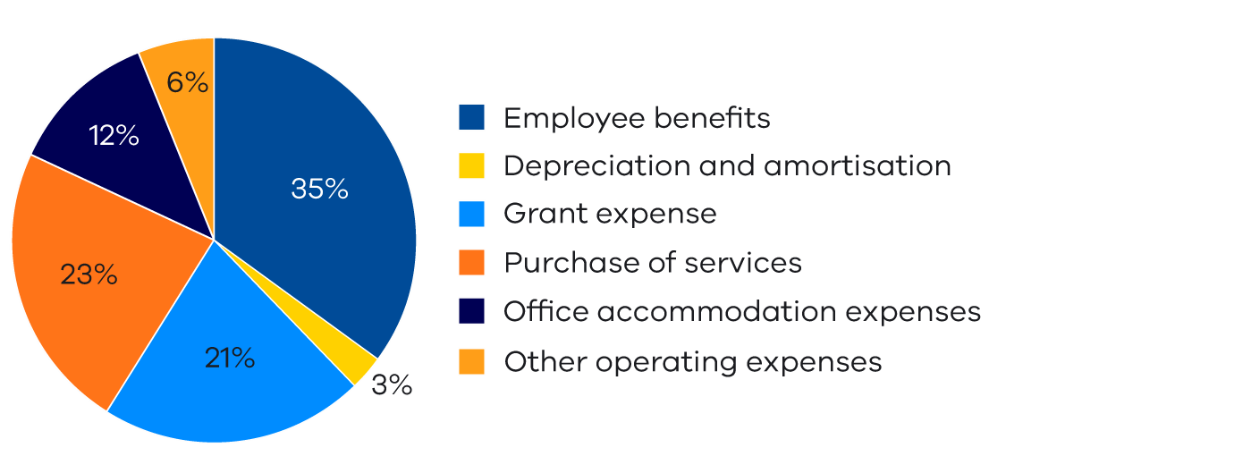 6%
12%
35%
23%
21%
3%
Employee benefits
Depreciation and amortisation
Grant expense
Purchase of services
Office accommodation expenses
Other operating expenses